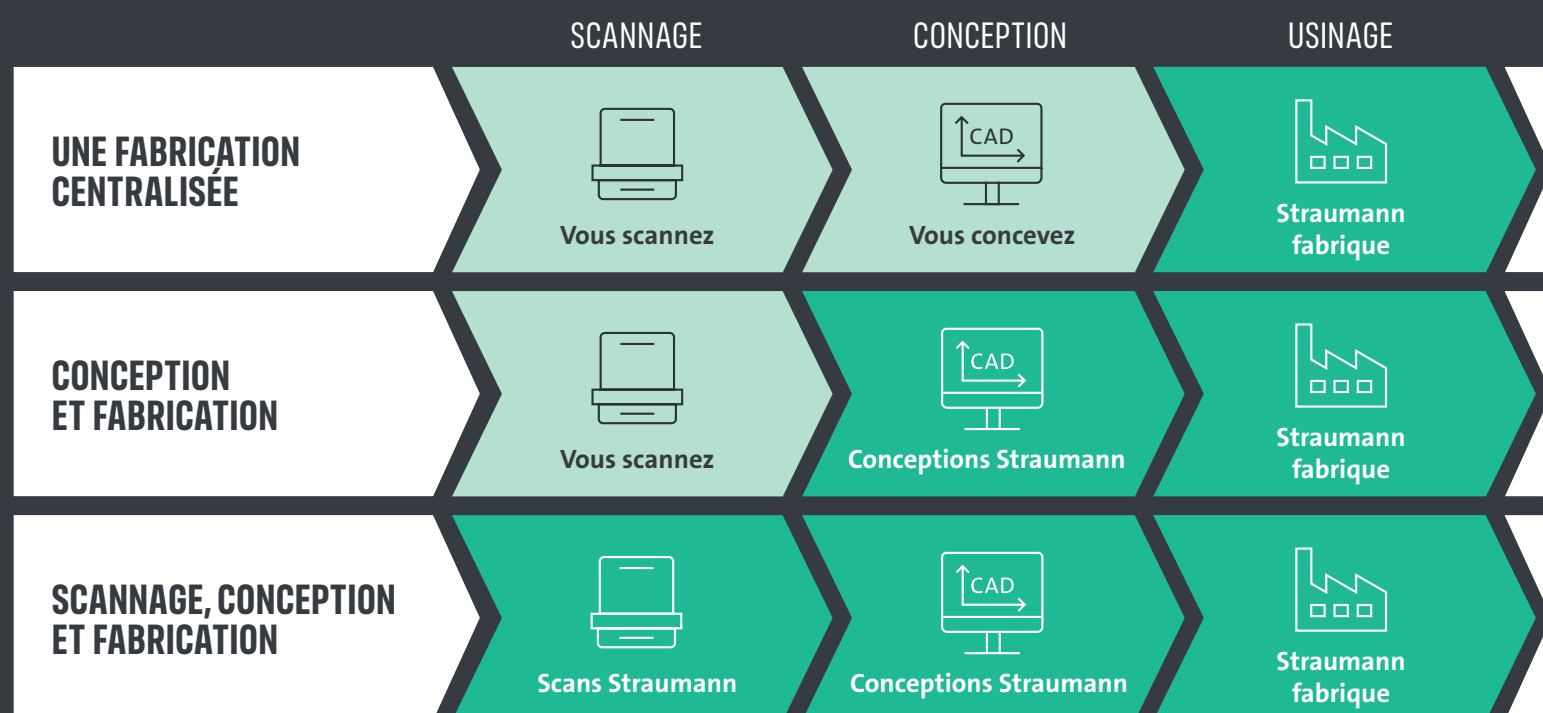 SCANNAGE
CONCEPTION
USINAGE
UNE FABRICATION
CENTRALISÉE
Vous scannez
CAD
Vous concevez
Straumann
fabrique
CONCEPTION
ET FABRICATION
Vous scannez
CAD
Conceptions Straumann
Straumann
fabrique
SCANNAGE, CONCEPTION
ET FABRICATION
Scans Straumann
CAD
Conceptions Straumann
Straumann
fabrique